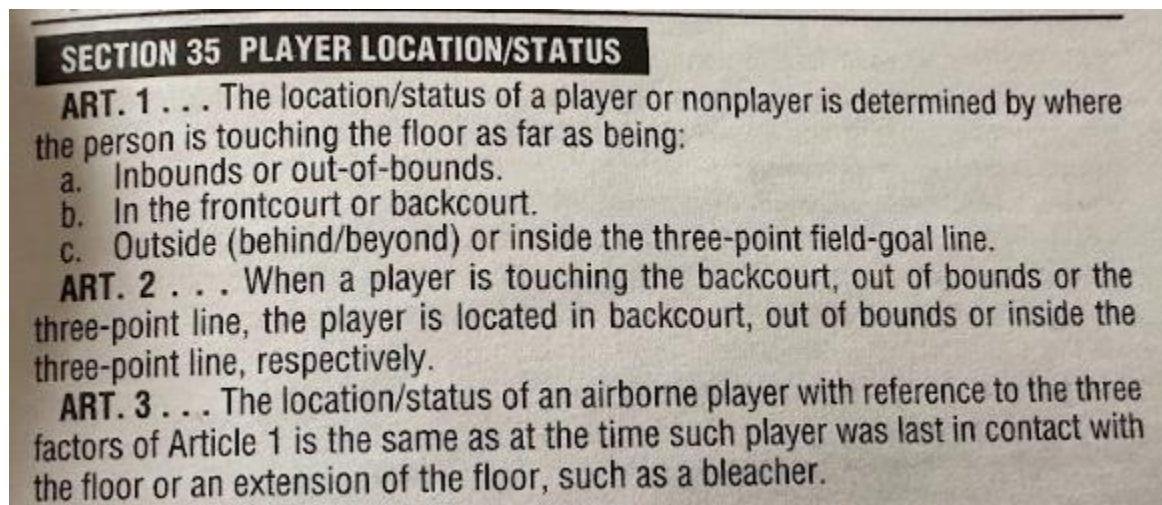 SECTION 35 PLAYER LOCATION/STATUS
ART. 1 . . . The location/status of a player or nonplayer is determined by where
the person is touching the floor as far as being:
a. Inbounds or out-of-bounds.
b. In the frontcourt or backcourt.
c. Outside (behind/beyond) or inside the three-point field-goal line.
ART. 2 . . . When a player is touching the backcourt, out of bounds or the
three-point line, the player is located in backcourt, out of bounds or inside the
three-point line, respectively.
ART. 3 . . . The location/status of an airborne player with reference to the three
factors of Article 1 is the same as at the time such player was last in contact with
the floor or an extension of the floor, such as a bleacher.